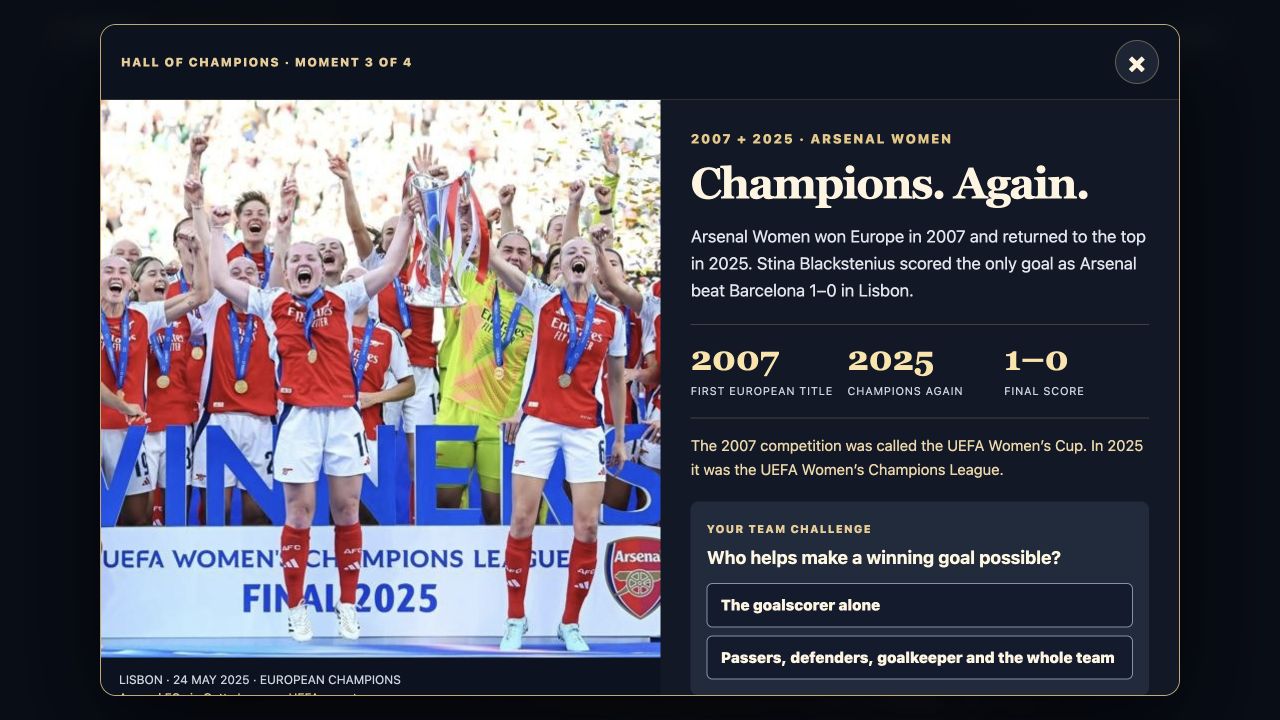 HALL OF CHAMPIONS · MOMENT 3 OF 4
2007 + 2025 · ARSENAL WOMEN
Champions. Again.
Arsenal Women won Europe in 2007 and returned to the top
in 2025. Stina Blackstenius scored the only goal as Arsenal
beat Barcelona 1–0 in Lisbon.
2007
FIRST EUROPEAN TITLE
2025
CHAMPIONS AGAIN
1–0
FINAL SCORE
The 2007 competition was called the UEFA Women’s Cup. In 2025
it was the UEFA Women’s Champions League.
YOUR TEAM CHALLENGE
Who helps make a winning goal possible?
The goalscorer alone
Passers, defenders, goalkeeper and the whole team
WINNERS
UEFA WOMEN'S CHAMPIONS LEAGUE
FINAL 2025
Arsenal
LISBON · 24 MAY 2025 · EUROPEAN CHAMPIONS